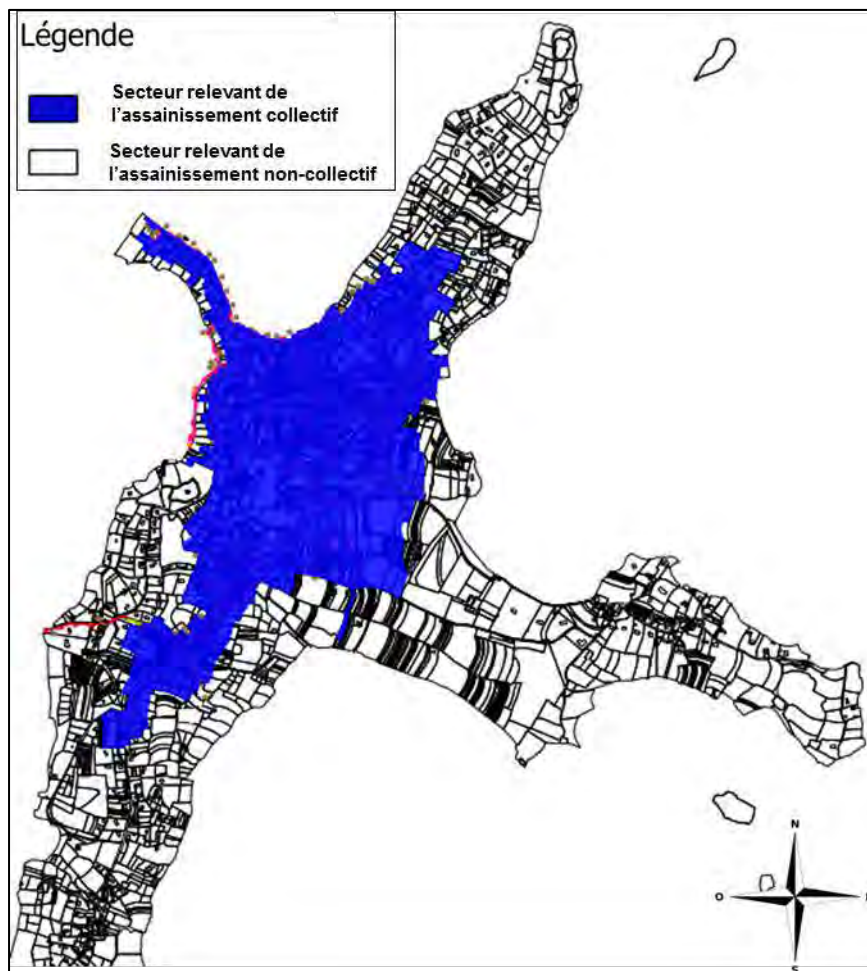 Légende
Secteur relevant de
l'assainissement collectif
Secteur relevant de
l'assainissement non-collectif
N
O
S